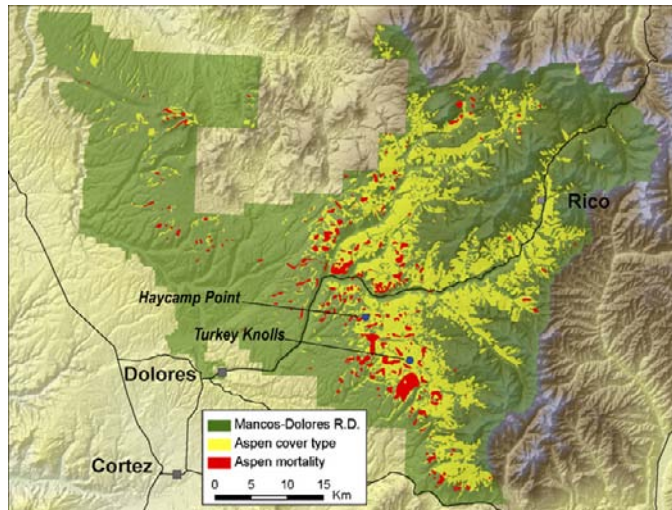 Rico
Haycamp Point
Turkey Knolls
Dolores
Cortez
Mancos-Dolores R.D.
Aspen cover type
Aspen mortality
0 5 10 15
Km